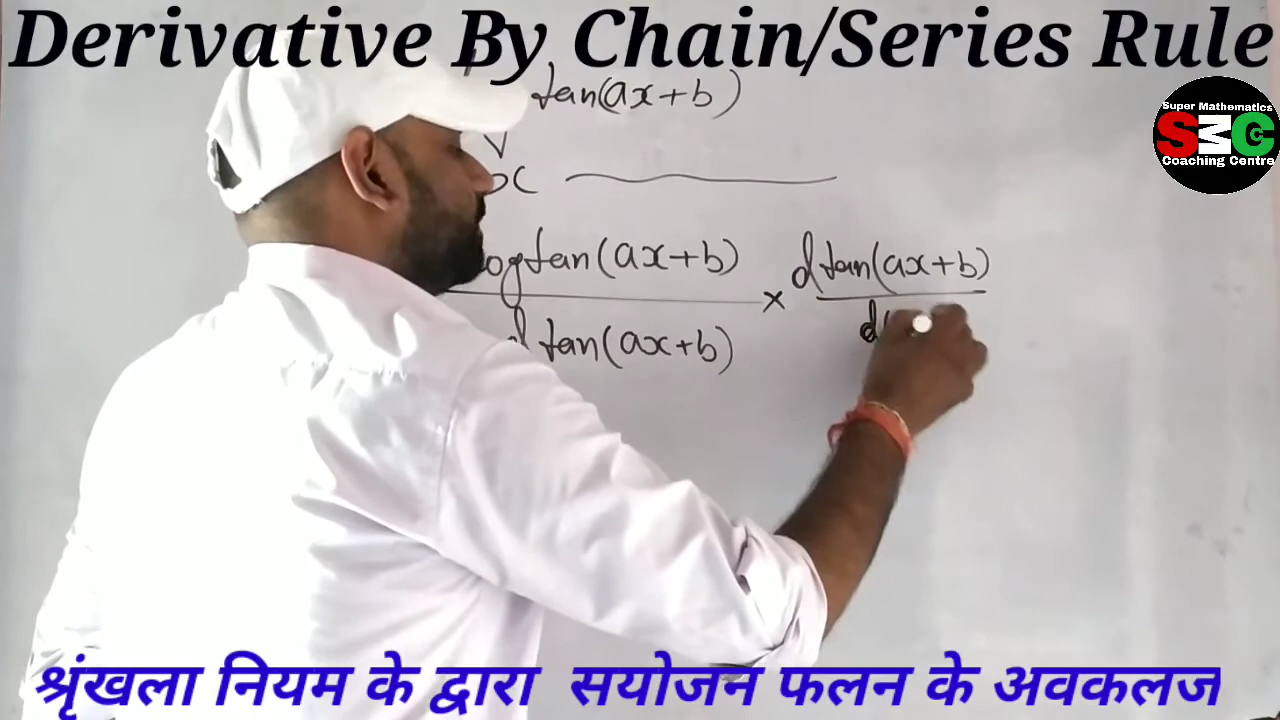 Derivative By Chain/Series Rule
tan(ax+b)
Super Mathematics
SMC
Coaching Centre
log tan(ax+b) × d tan(ax+b)
d tan(ax+b) d(
श्रृंखला नियम के द्वारा सयोजन फलन के अवकलज